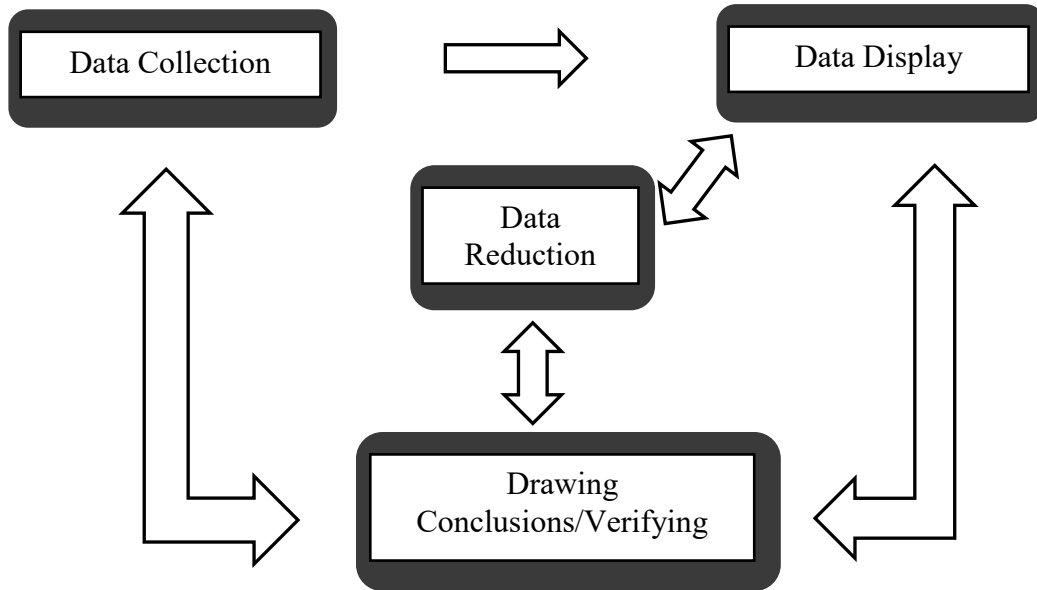 Data Collection
Data Display
Data
Reduction
Drawing
Conclusions/Verifying